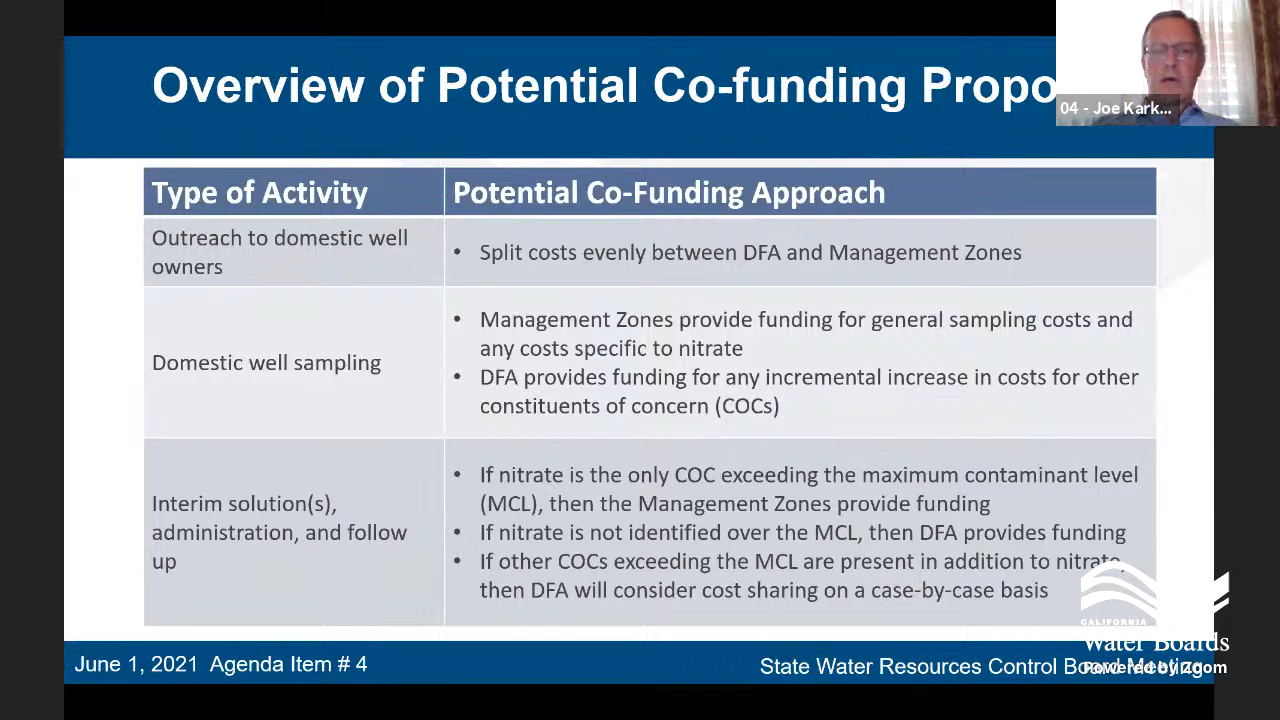 Overview of Potential Co-funding Propo
04 - Joe Kark...
Type of Activity
Potential Co-Funding Approach
Outreach to domestic well
owners
• Split costs evenly between DFA and Management Zones
Domestic well sampling
• Management Zones provide funding for general sampling costs and
any costs specific to nitrate
• DFA provides funding for any incremental increase in costs for other
constituents of concern (COCs)
Interim solution(s),
administration, and follow
up
• If nitrate is the only COC exceeding the maximum contaminant level
(MCL), then the Management Zones provide funding
• If nitrate is not identified over the MCL, then DFA provides funding
• If other COCs exceeding the MCL are present in addition to nitrate,
then DFA will consider cost sharing on a case-by-case basis
CALIFORNIA
Water Boards
June 1, 2021 Agenda Item # 4
State Water Resources Control Board Meeting
Powered by Zoom